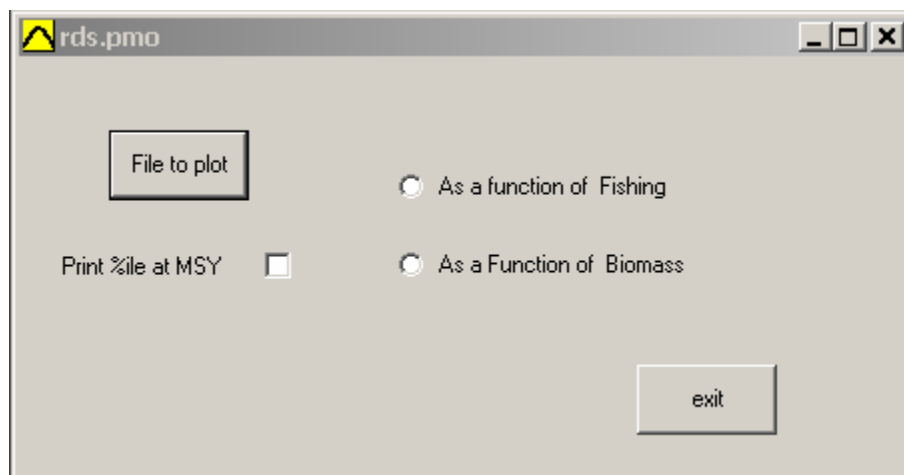 rds.pmo
File to plot
As a function of Fishing
Print %ile at MSY
As a Function of Biomass
exit